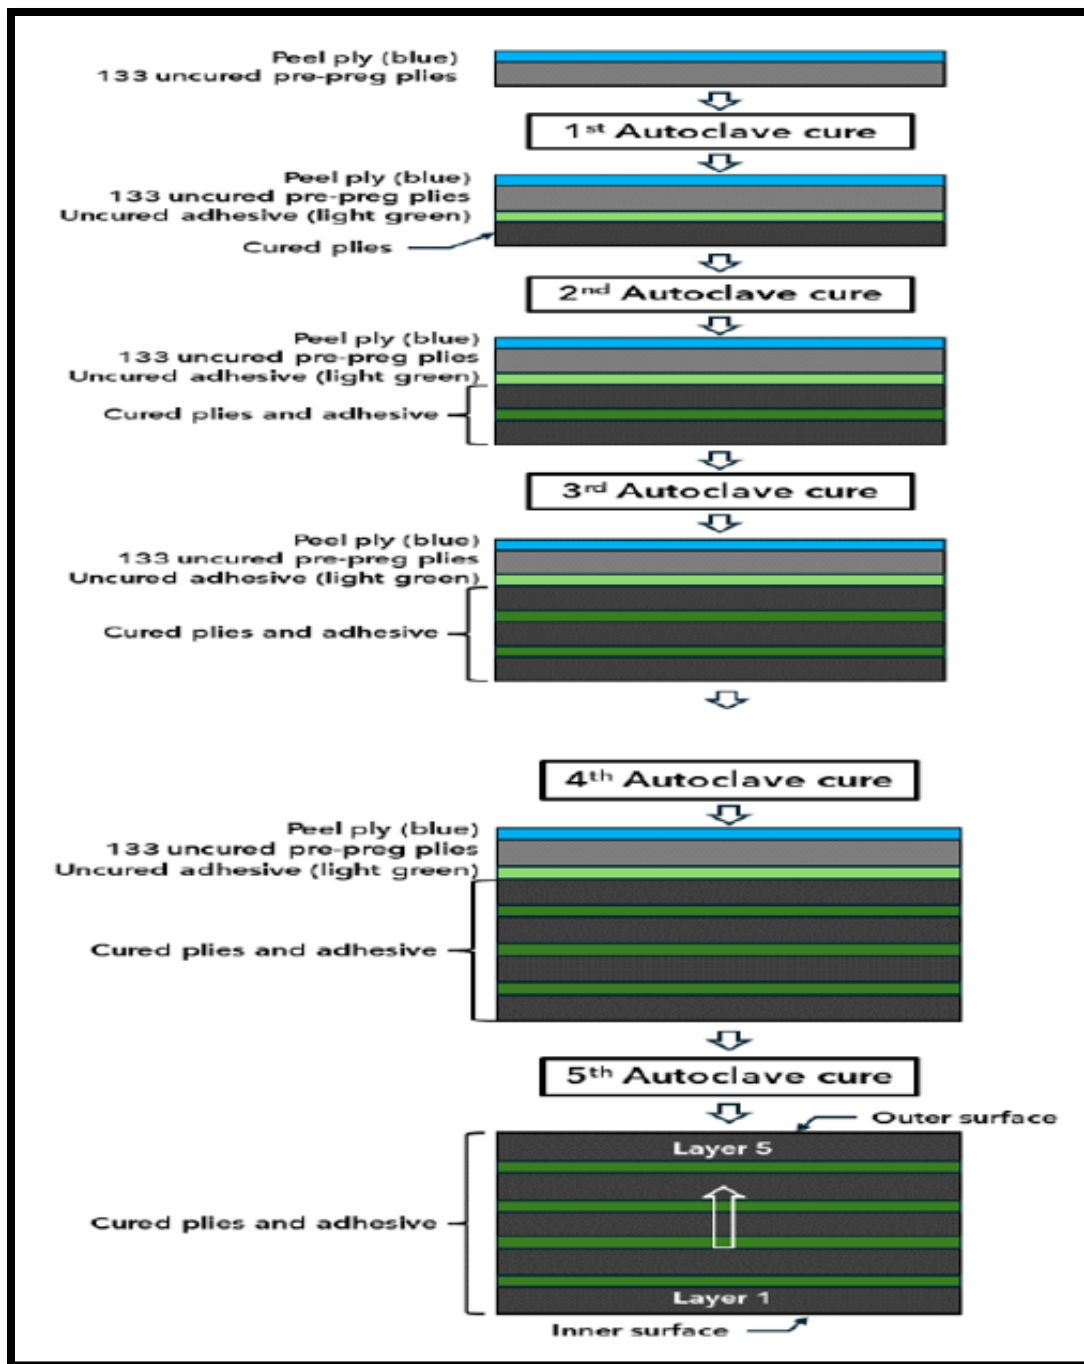 Peel ply (blue)
133 uncured pre-preg plies
1st Autoclave cure
Peel ply (blue)
133 uncured pre-preg plies
Uncured adhesive (light green)
Cured plies
2nd Autoclave cure
Peel ply (blue)
133 uncured pre-preg plies
Uncured adhesive (light green)
Cured plies and adhesive
3rd Autoclave cure
Peel ply (blue)
133 uncured pre-preg plies
Uncured adhesive (light green)
Cured plies and adhesive
4th Autoclave cure
Peel ply (blue)
133 uncured pre-preg plies
Uncured adhesive (light green)
Cured plies and adhesive
5th Autoclave cure
Outer surface
Layer 5
Cured plies and adhesive
Layer 1
Inner surface